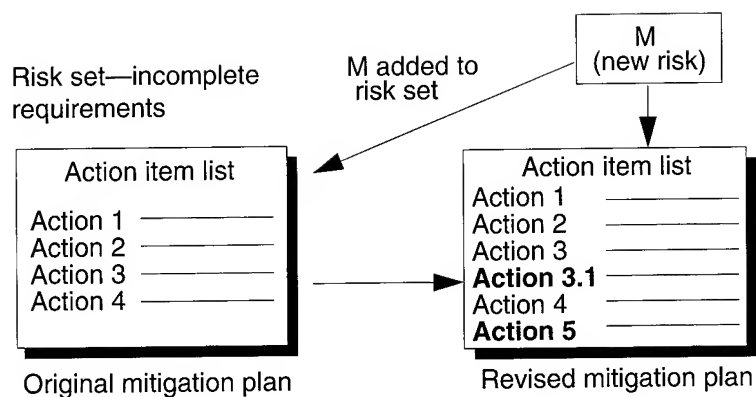 M
(new risk)
M added to
risk set
Risk set—incomplete
requirements
Action item list
Action 1
Action 2
Action 3
Action 4
Original mitigation plan
Action item list
Action 1
Action 2
Action 3
Action 3.1
Action 4
Action 5
Revised mitigation plan